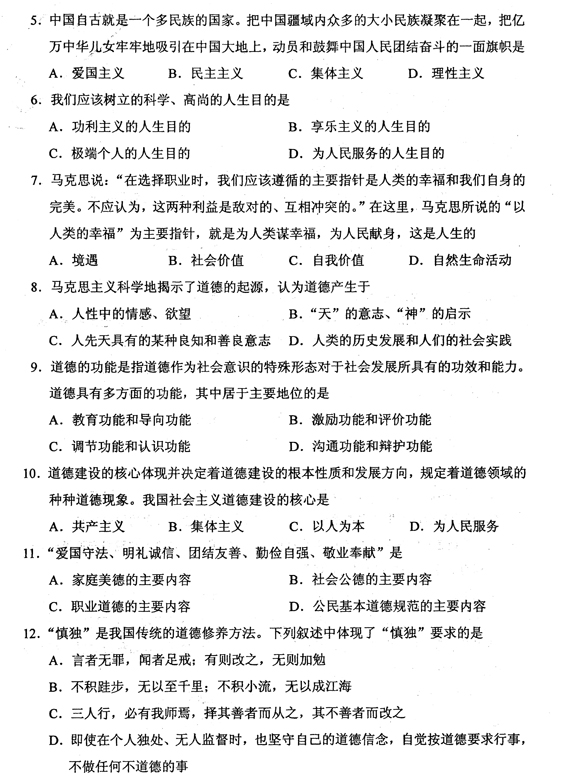 5．中国自古就是一个多民族的国家。把中国疆域内众多的大小民族凝聚在一起，把亿
万中华儿女牢牢地吸引在中国大地上，动员和鼓舞中国人民团结奋斗的一面旗帜是
A．爱国主义 B．民主主义 C．集体主义 D．理性主义
6．我们应该树立的科学、高尚的人生目的是
A．功利主义的人生目的 B．享乐主义的人生目的
C．极端个人的人生目的 D．为人民服务的人生目的
7．马克思说：“在选择职业时，我们应该遵循的主要指针是人类的幸福和我们自身的
完美。不应认为，这两种利益是敌对的、互相冲突的。”在这里，马克思所说的“以
人类的幸福”为主要指针，就是为人类谋幸福，为人民献身，这是人生的
A．境遇 B．社会价值 C．自我价值 D．自然生命活动
8．马克思主义科学地揭示了道德的起源，认为道德产生于
A．人性中的情感、欲望 B．“天”的意志、“神”的启示
C．人先天具有的某种良知和善良意志 D．人类的历史发展和人们的社会实践
9．道德的功能是指道德作为社会意识的特殊形态对于社会发展所具有的功效和能力。
道德具有多方面的功能，其中居于主要地位的是
A．教育功能和导向功能 B．激励功能和评价功能
C．调节功能和认识功能 D．沟通功能和辩护功能
10．道德建设的核心体现并决定着道德建设的根本性质和发展方向，规定着道德领域的
种种道德现象。我国社会主义道德建设的核心是
A．共产主义 B．集体主义 C．以人为本 D．为人民服务
11．“爱国守法、明礼诚信、团结友善、勤俭自强、敬业奉献”是
A．家庭美德的主要内容 B．社会公德的主要内容
C．职业道德的主要内容 D．公民基本道德规范的主要内容
12．“慎独”是我国传统的道德修养方法。下列叙述中体现了“慎独”要求的是
A．言者无罪，闻者足戒；有则改之，无则加勉
B．不积跬步，无以至千里；不积小流，无以成江海
C．三人行，必有我师焉，择其善者而从之，其不善者而改之
D．即使在个人独处、无人监督时，也坚守自己的道德信念，自觉按道德要求行事，
不做任何不道德的事